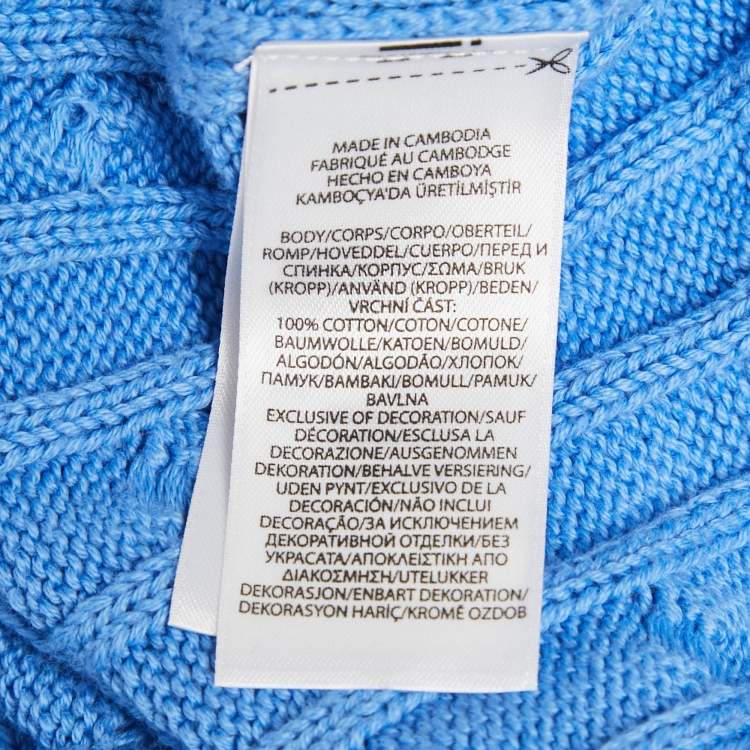 MADE IN CAMBODIA
FABRIQUÉ AU CAMBODGE
HECHO EN CAMBOYA
KAMBOÇYA'DA ÜRETİLMİŞTİR
BODY/CORPS/CORPO/OBERTEIL/
ROMP/HOVEDDEL/CUERPO/ПЕРЕД И
СПИНКА/КОРПУС/ΣΩΜΑ/BRUK
(KROPP)/ANVÄND (KROPP)/BEDEN/
VRCHNÍ ČÁST:
100% COTTON/COTON/COTONE/
BAUMWOLLE/KATOEN/BOMULD/
ALGODÓN/ALGODÃO/ХЛОПОК/
ПАМУК/ΒΑΜΒΑΚΙ/BOMULL/PAMUK/
BAVLNA
EXCLUSIVE OF DECORATION/SAUF
DÉCORATION/ESCLUSA LA
DECORAZIONE/AUSGENOMMEN
DEKORATION/BEHALVE VERSIERING/
UDEN PYNT/EXCLUSIVO DE LA
DECORACIÓN/NÃO INCLUI
DECORAÇÃO/ЗА ИСКЛЮЧЕНИЕМ
ДЕКОРАТИВНОЙ ОТДЕЛКИ/БЕЗ
УКРАСАТА/ΑΠΟΚΛΕΙΣΤΙΚΗ ΑΠΟ
ΔΙΑΚΟΣΜΗΣΗ/UTELUKKER
DEKORASJON/ENBART DEKORATION/
DEKORASYON HARİÇ/KROMĚ OZDOB